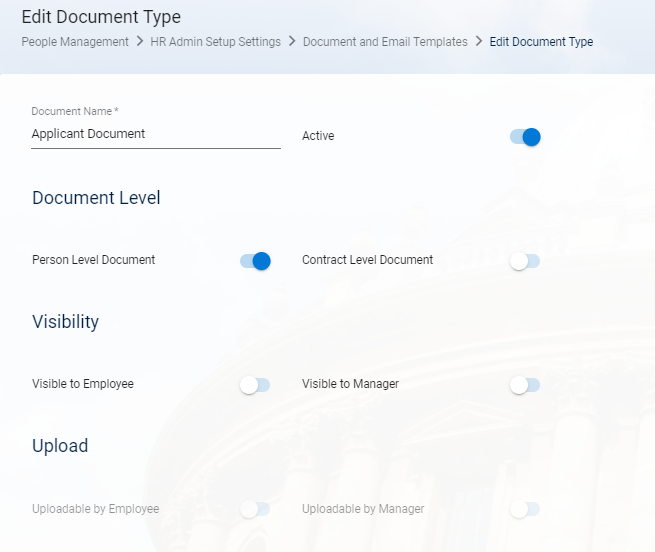 Edit Document Type
People Management > HR Admin Setup Settings > Document and Email Templates > Edit Document Type
Document Name *
Applicant Document
Active
Document Level
Person Level Document
Contract Level Document
Visibility
Visible to Employee
Visible to Manager
Upload
Uploadable by Employee
Uploadable by Manager